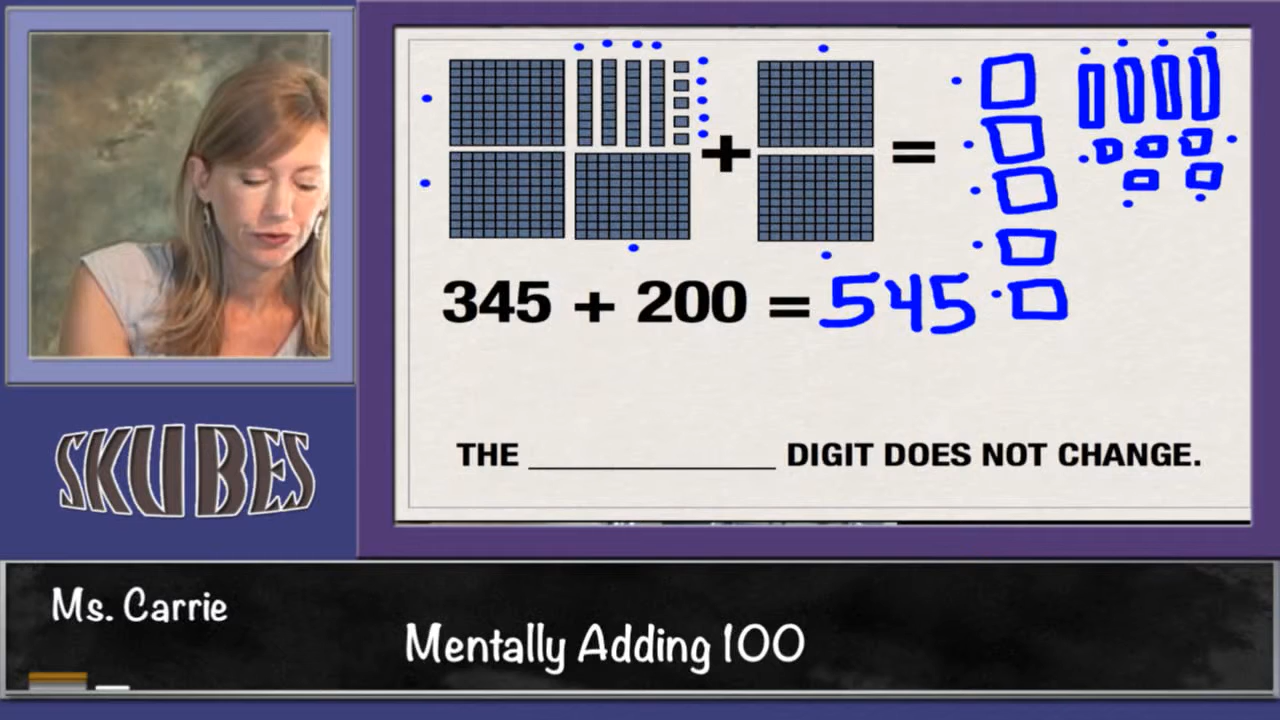 + =
345 + 200 = 545
THE ____________ DIGIT DOES NOT CHANGE.
SKUBES
Ms. Carrie
Mentally Adding 100